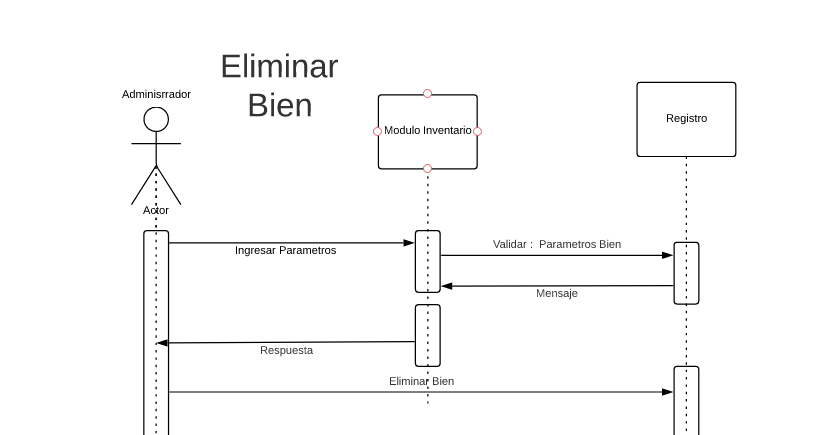 Eliminar
Bien
Adminisrrador
Modulo Inventario
Registro
Actor
Ingresar Parametros
Validar :  Parametros Bien
Mensaje
Respuesta
Eliminar Bien